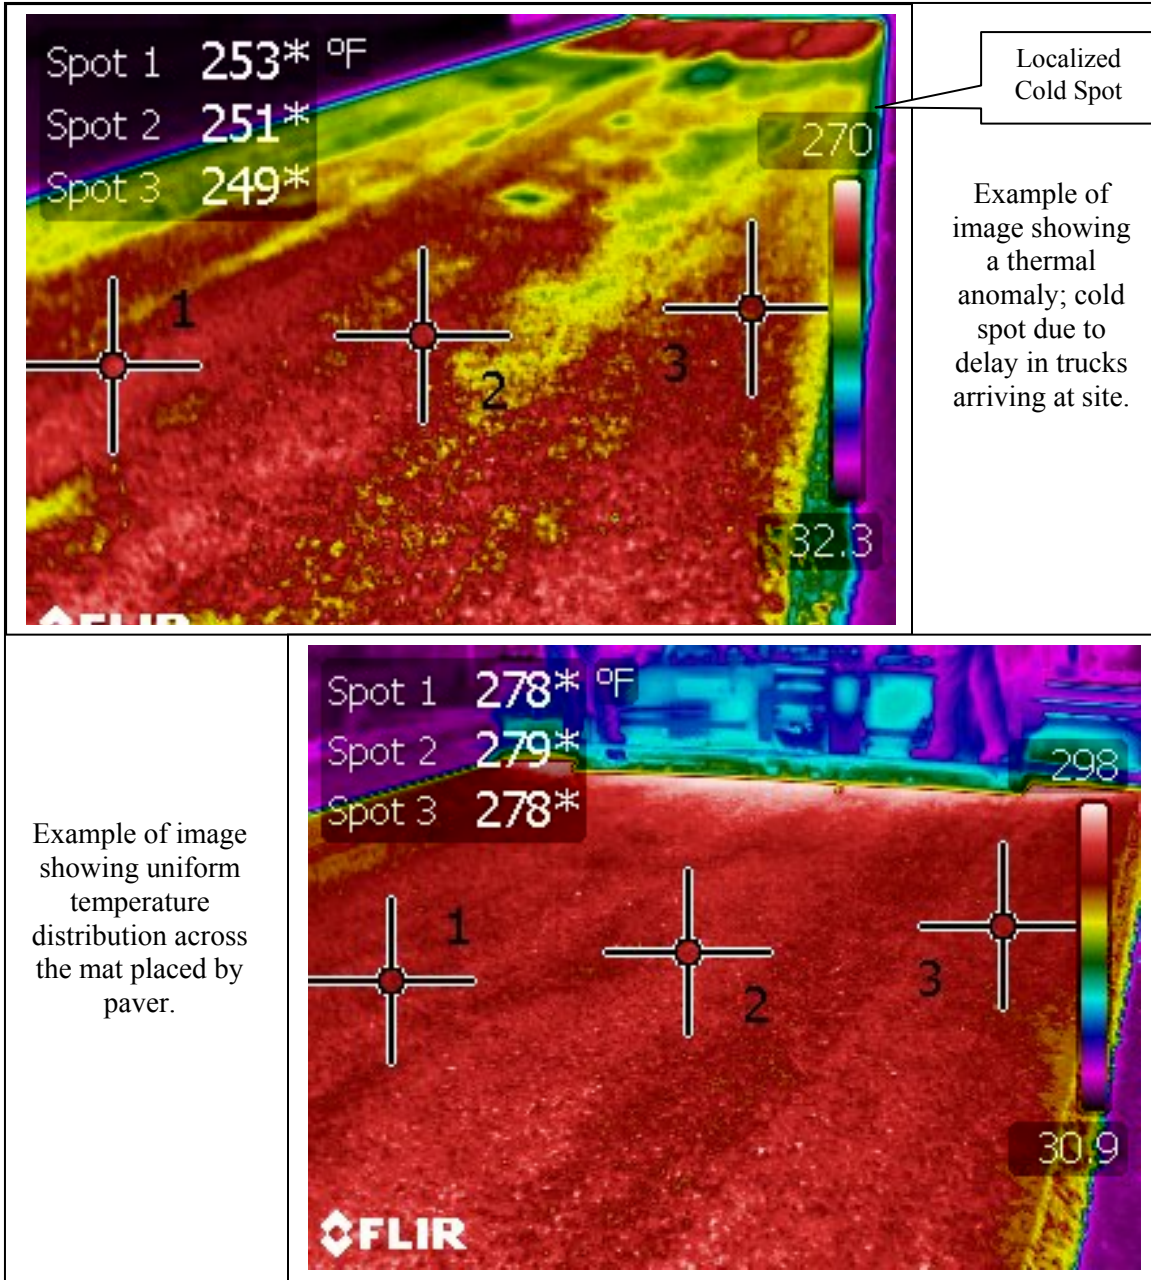 Spot 1 253* °F
Spot 2 251*
Spot 3 249*
270
1
2
3
32.3
FLIR
Localized
Cold Spot
Example of
image showing
a thermal
anomaly; cold
spot due to
delay in trucks
arriving at site.
Example of image
showing uniform
temperature
distribution across
the mat placed by
paver.
Spot 1 278* °F
Spot 2 279*
Spot 3 278*
298
1
2
3
30.9
FLIR